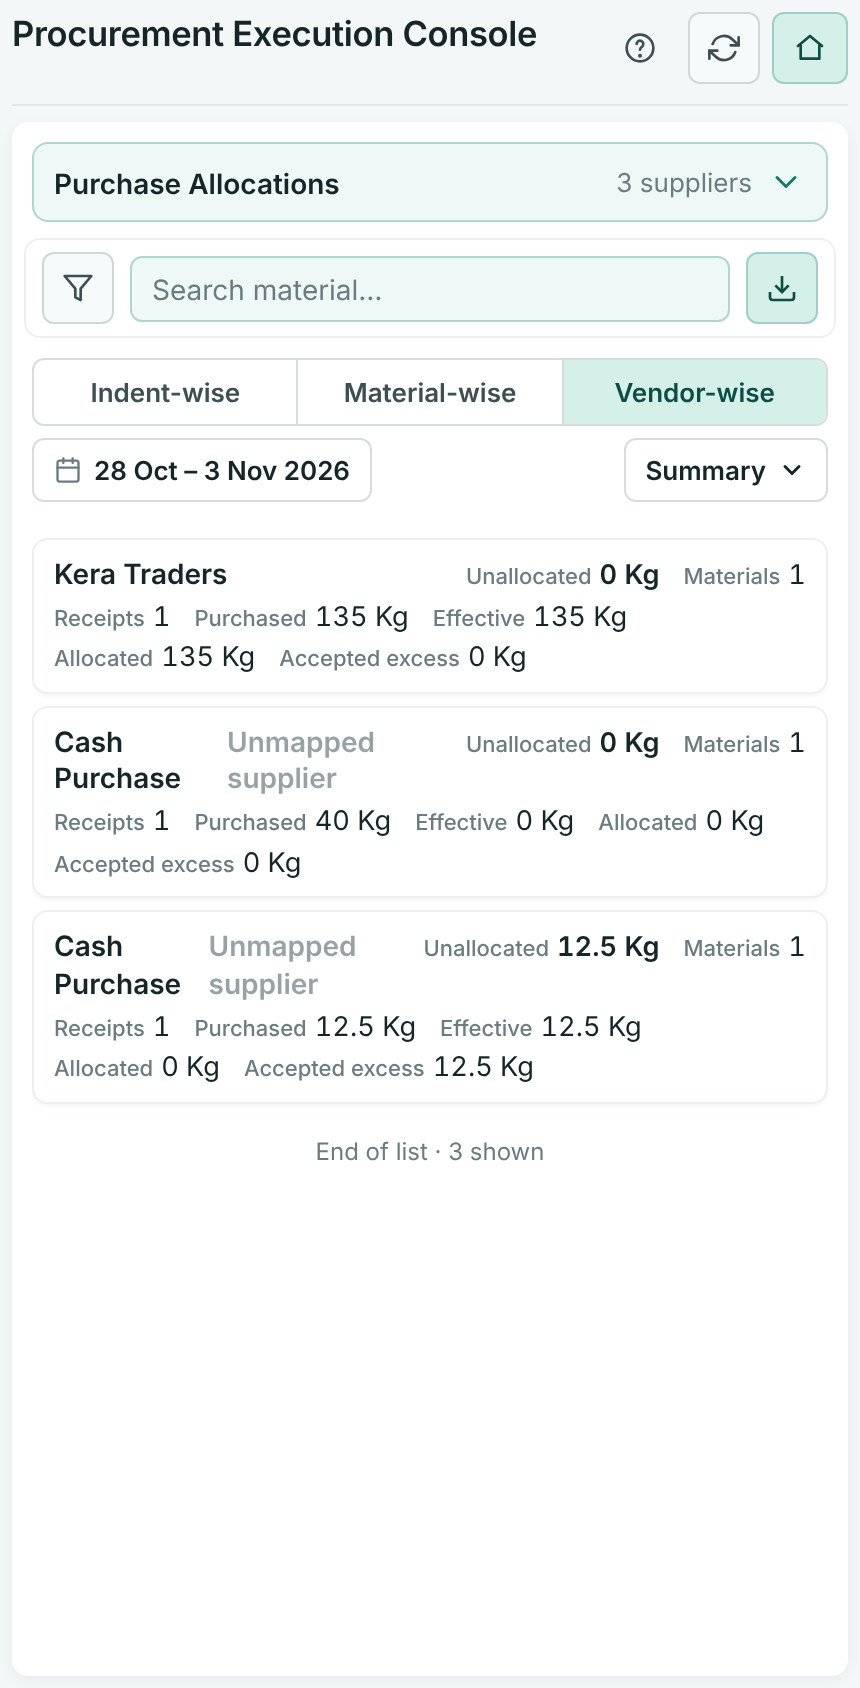 Procurement Execution Console
Purchase Allocations 3 suppliers
Search material...
Indent-wise Material-wise Vendor-wise
28 Oct – 3 Nov 2026 Summary
Kera Traders Unallocated 0 Kg Materials 1
Receipts 1 Purchased 135 Kg Effective 135 Kg
Allocated 135 Kg Accepted excess 0 Kg
Cash Purchase Unmapped supplier Unallocated 0 Kg Materials 1
Receipts 1 Purchased 40 Kg Effective 0 Kg Allocated 0 Kg
Accepted excess 0 Kg
Cash Purchase Unmapped supplier Unallocated 12.5 Kg Materials 1
Receipts 1 Purchased 12.5 Kg Effective 12.5 Kg
Allocated 0 Kg Accepted excess 12.5 Kg
End of list · 3 shown